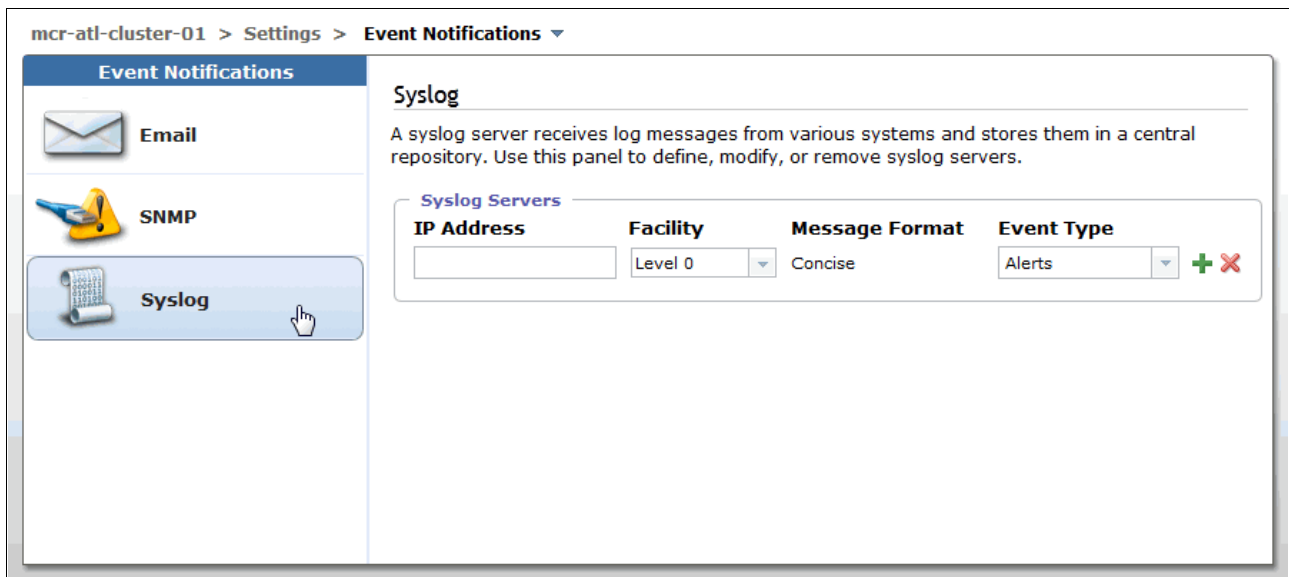 mcr-atl-cluster-01 > Settings > Event Notifications
Event Notifications
Email
SNMP
Syslog
Syslog
A syslog server receives log messages from various systems and stores them in a central
repository. Use this panel to define, modify, or remove syslog servers.
Syslog Servers
IP Address Facility Message Format Event Type
Level 0 Concise Alerts